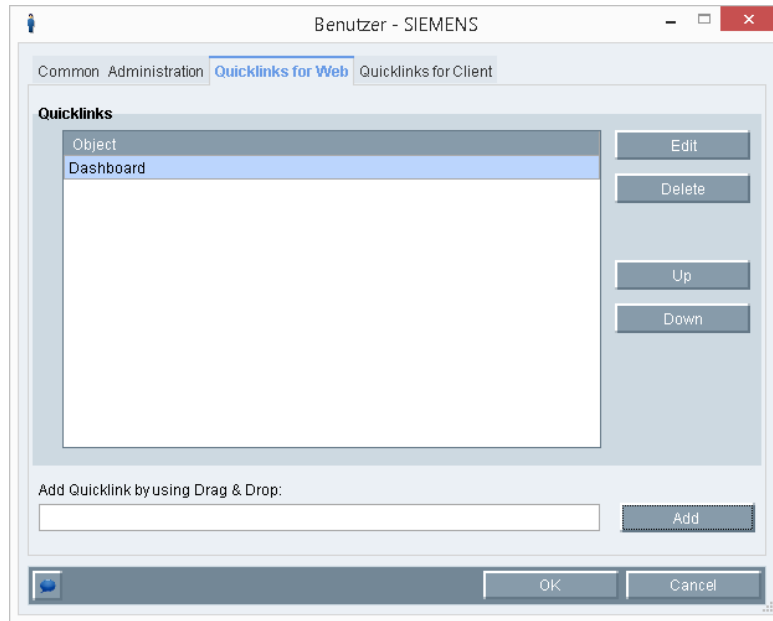 Benutzer - SIEMENS
Common Administration Quicklinks for Web Quicklinks for Client
Quicklinks
Object
Dashboard
Edit
Delete
Up
Down
Add Quicklink by using Drag & Drop:
Add
OK Cancel